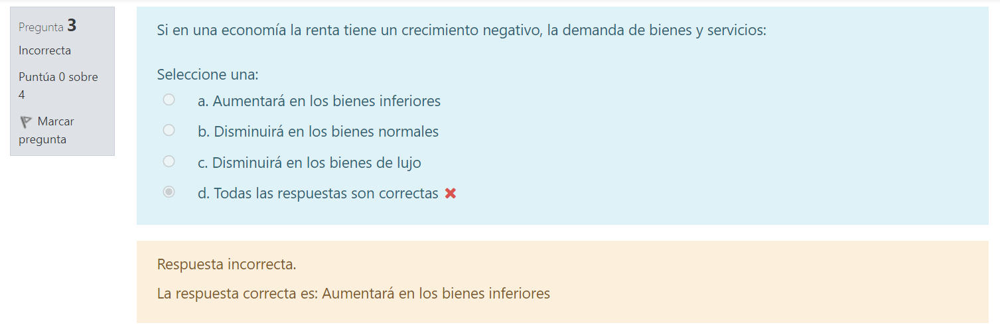 Pregunta 3
Incorrecta
Puntúa 0 sobre
4
Marcar
pregunta
Si en una economía la renta tiene un crecimiento negativo, la demanda de bienes y servicios:
Seleccione una:
a. Aumentará en los bienes inferiores
b. Disminuirá en los bienes normales
c. Disminuirá en los bienes de lujo
d. Todas las respuestas son correctas
Respuesta incorrecta.
La respuesta correcta es: Aumentará en los bienes inferiores